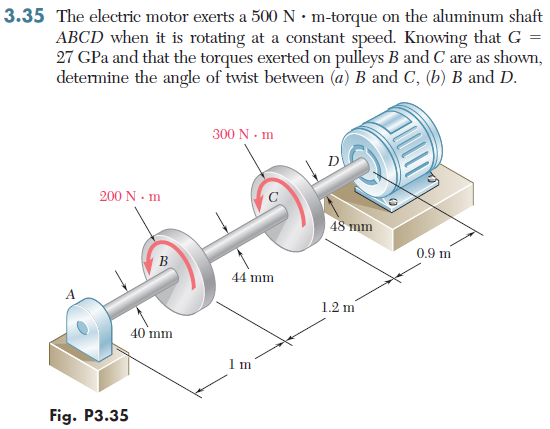 3.35 The electric motor exerts a 500 N · m-torque on the aluminum shaft
ABCD when it is rotating at a constant speed. Knowing that G =
27 GPa and that the torques exerted on pulleys B and C are as shown,
determine the angle of twist between (a) B and C, (b) B and D.
300 N · m
D
200 N · m
C
48 mm
B
0.9 m
44 mm
A
1.2 m
40 mm
1 m
Fig. P3.35